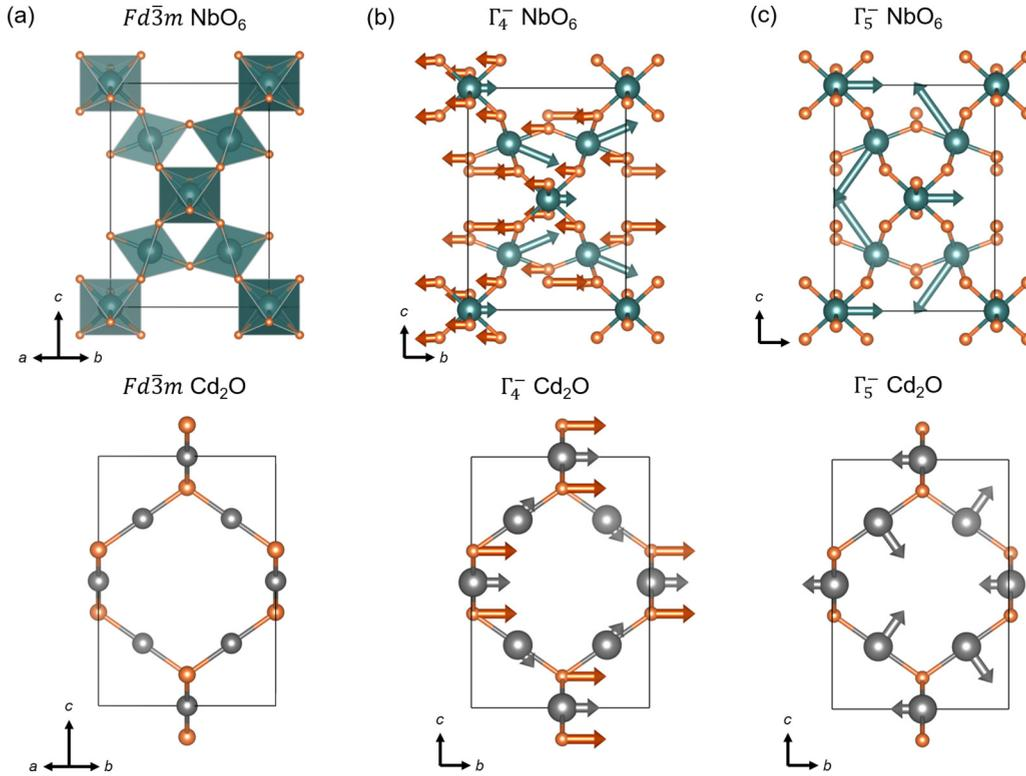 (a) Fd3̅m NbO₆
(b) Γ₄⁻ NbO₆
(c) Γ₅⁻ NbO₆
c
a b
c
b
c
Fd3̅m Cd₂O
Γ₄⁻ Cd₂O
Γ₅⁻ Cd₂O
c
a b
c
b
c
b